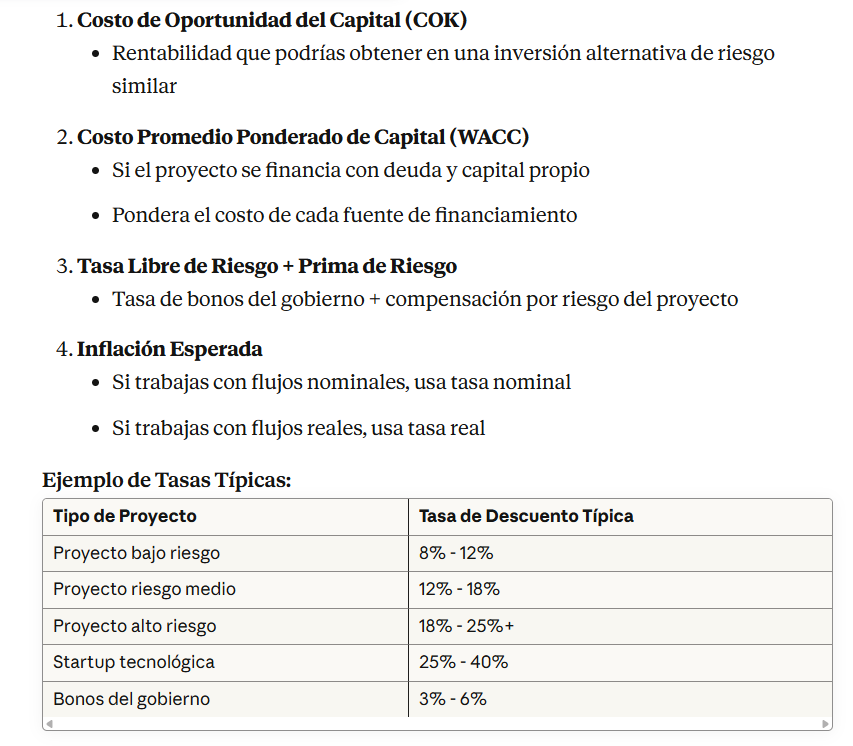 1. Costo de Oportunidad del Capital (COK)
• Rentabilidad que podrías obtener en una inversión alternativa de riesgo
similar
2. Costo Promedio Ponderado de Capital (WACC)
• Si el proyecto se financia con deuda y capital propio
• Pondera el costo de cada fuente de financiamiento
3. Tasa Libre de Riesgo + Prima de Riesgo
• Tasa de bonos del gobierno + compensación por riesgo del proyecto
4. Inflación Esperada
• Si trabajas con flujos nominales, usa tasa nominal
• Si trabajas con flujos reales, usa tasa real
Ejemplo de Tasas Típicas:
Tipo de Proyecto Tasa de Descuento Típica
Proyecto bajo riesgo 8% - 12%
Proyecto riesgo medio 12% - 18%
Proyecto alto riesgo 18% - 25%+
Startup tecnológica 25% - 40%
Bonos del gobierno 3% - 6%